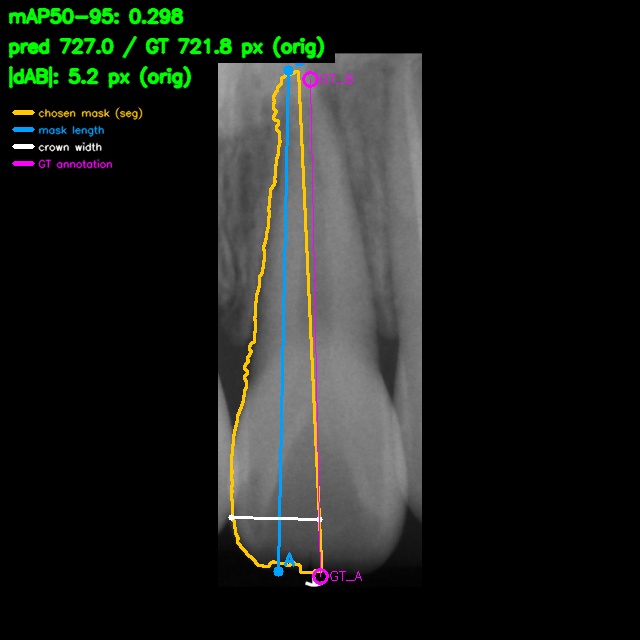 mAP50-95: 0.298
pred 727.0 / GT 721.8 px (orig)
|dAB|: 5.2 px (orig)
chosen mask (seg)
mask length
crown width
GT annotation
GT_B
A
GT_A